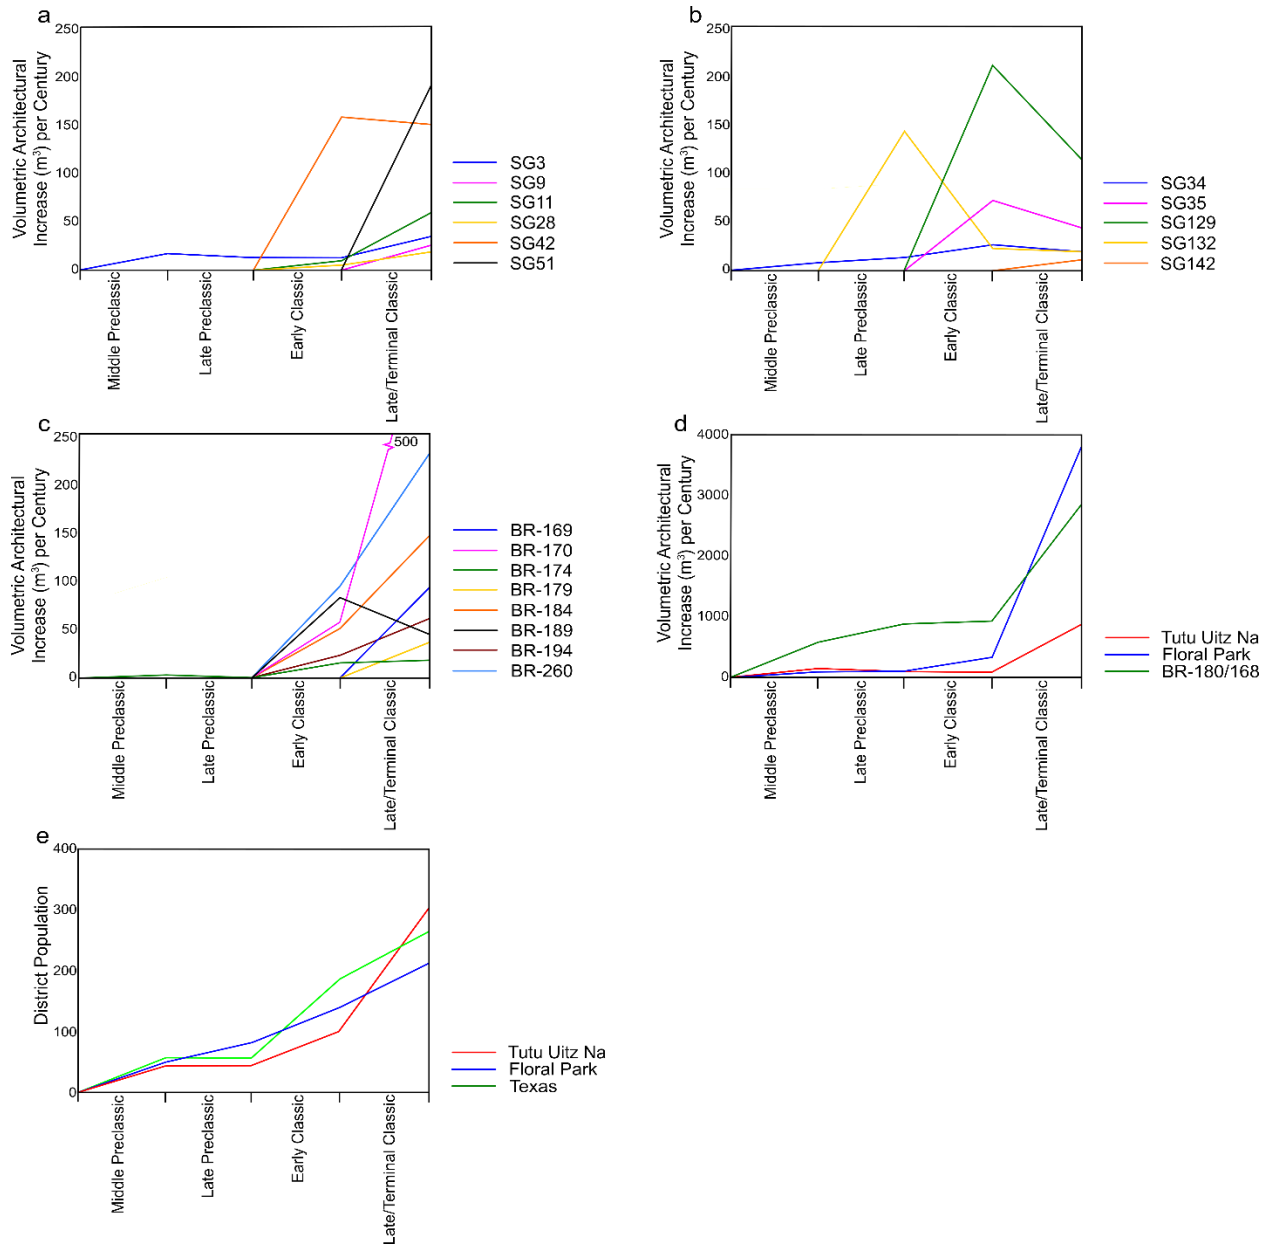 a
Volumetric Architectural
Increase (m³) per Century
250
200
150
100
50
0
Middle Preclassic
Late Preclassic
Early Classic
Late/Terminal Classic
SG3
SG9
SG11
SG28
SG42
SG51
b
Volumetric Architectural
Increase (m³) per Century
250
200
150
100
50
0
Middle Preclassic
Late Preclassic
Early Classic
Late/Terminal Classic
SG34
SG35
SG129
SG132
SG142
c
Volumetric Architectural
Increase (m³) per Century
250
200
150
100
50
0
500
Middle Preclassic
Late Preclassic
Early Classic
Late/Terminal Classic
BR-169
BR-170
BR-174
BR-179
BR-184
BR-189
BR-194
BR-260
d
Volumetric Architectural
Increase (m³) per Century
4000
3000
2000
1000
0
Middle Preclassic
Late Preclassic
Early Classic
Late/Terminal Classic
Tutu Uitz Na
Floral Park
BR-180/168
e
District Population
400
300
200
100
0
Middle Preclassic
Late Preclassic
Early Classic
Late/Terminal Classic
Tutu Uitz Na
Floral Park
Texas